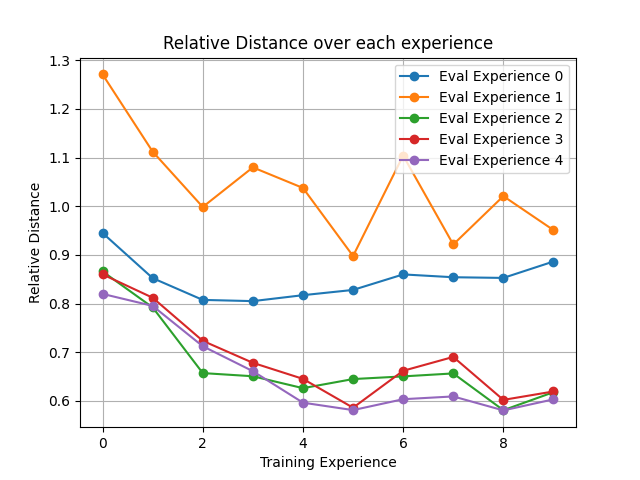 Relative Distance over each experience
1.3
1.2
1.1
1.0
0.9
0.8
0.7
0.6
Relative Distance
Eval Experience 0
Eval Experience 1
Eval Experience 2
Eval Experience 3
Eval Experience 4
0 2 4 6 8
Training Experience